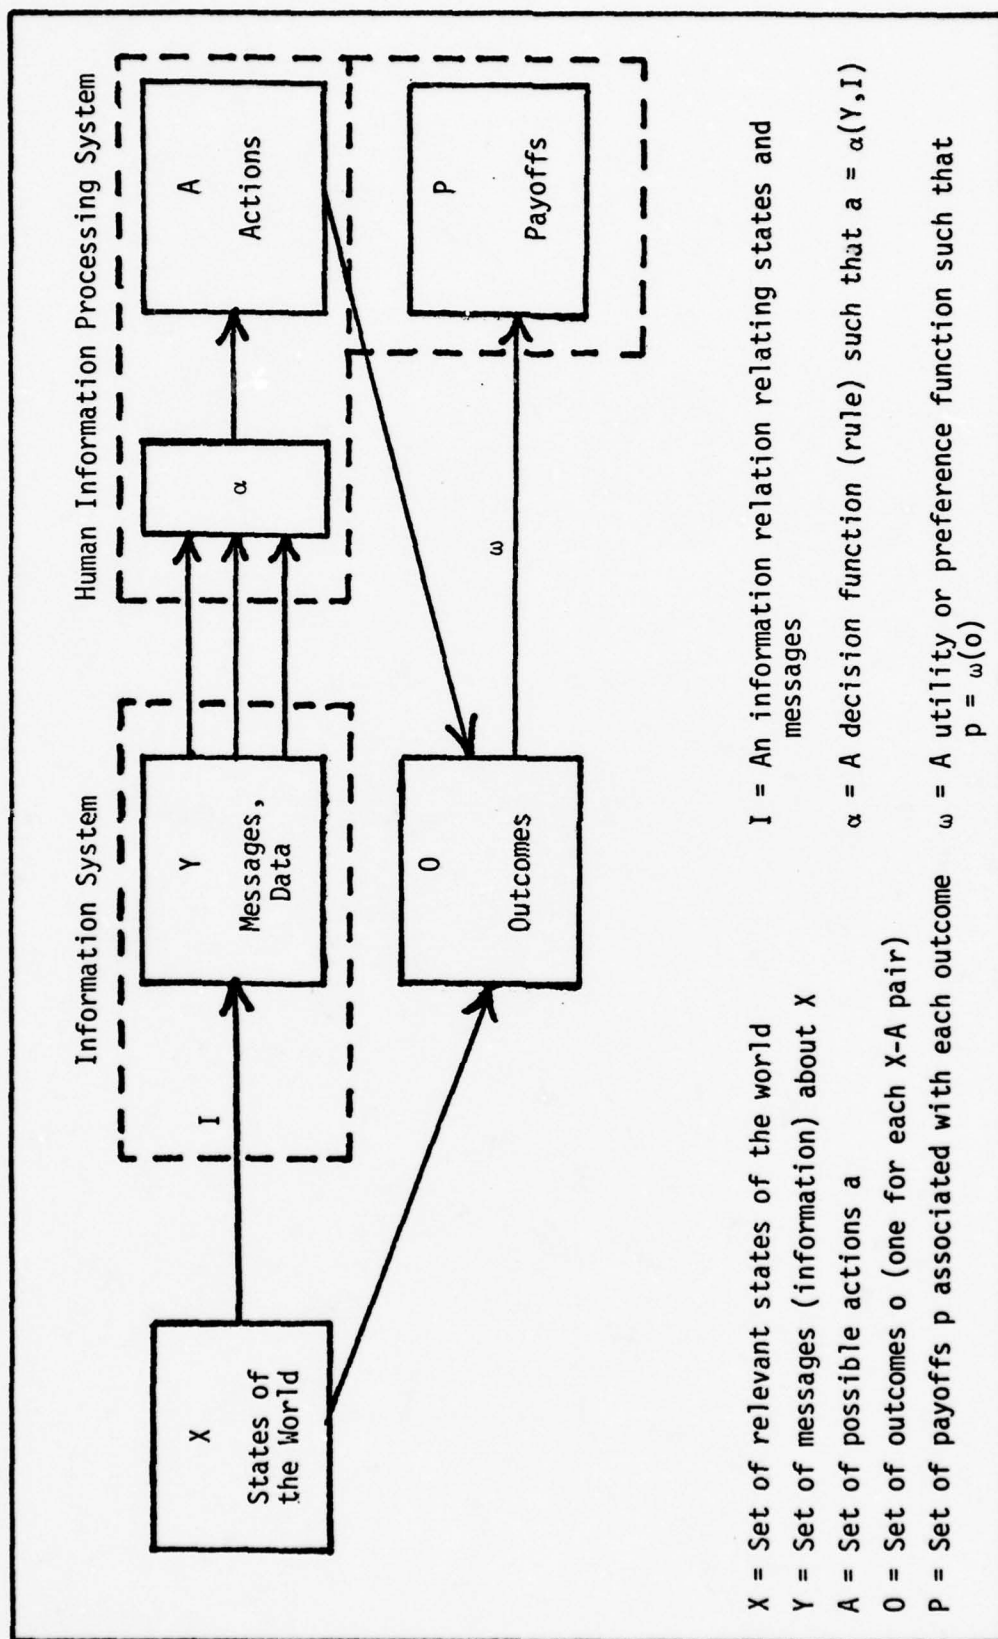 Information System
Human Information Processing System
X
States of
the World
I
Y
Messages,
Data
α
A
Actions
O
Outcomes
ω
P
Payoffs
X = Set of relevant states of the world
Y = Set of messages (information) about X
A = Set of possible actions a
O = Set of outcomes o (one for each X-A pair)
P = Set of payoffs p associated with each outcome
I = An information relation relating states and
messages
α = A decision function (rule) such that a = α(Y,I)
ω = A utility or preference function such that
p = ω(o)